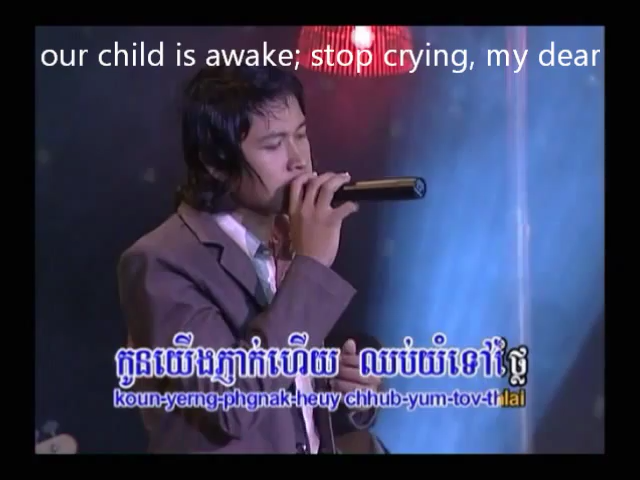 our child is awake; stop crying, my dear
កូនយើងភ្ញាក់ហើយ ឈប់យំទៅថ្លៃ
koun-yerng-phgnak-heuy chhub-yum-tov-thlai